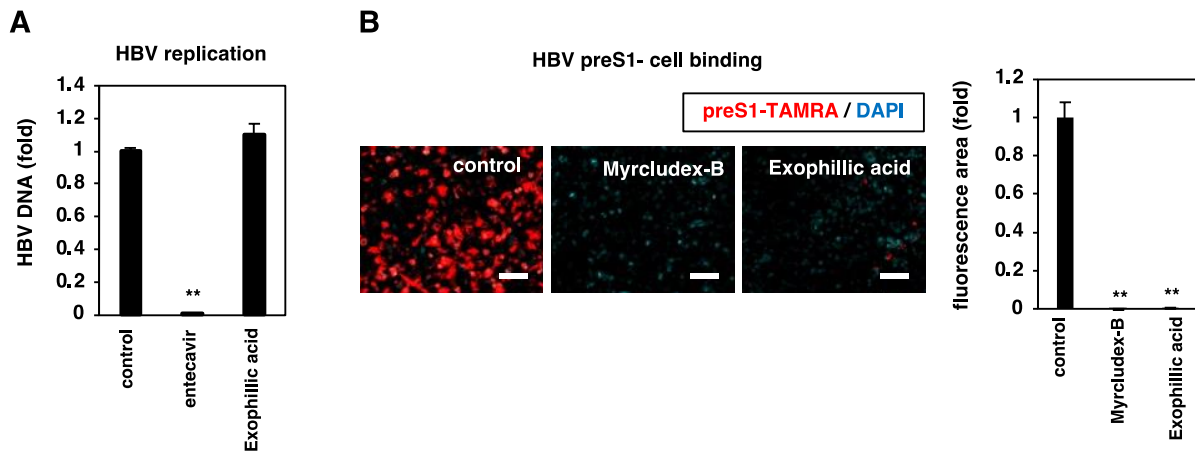 A
HBV replication
HBV DNA (fold)
1.4
1.2
1
0.8
0.6
0.4
0.2
0
**
control
entecavir
Exophillic acid
B
HBV preS1- cell binding
preS1-TAMRA / DAPI
control
Myrcludex-B
Exophillic acid
fluorescence area (fold)
1.2
1
0.8
0.6
0.4
0.2
0
**
**
control
Myrcludex-B
Exophillic acid